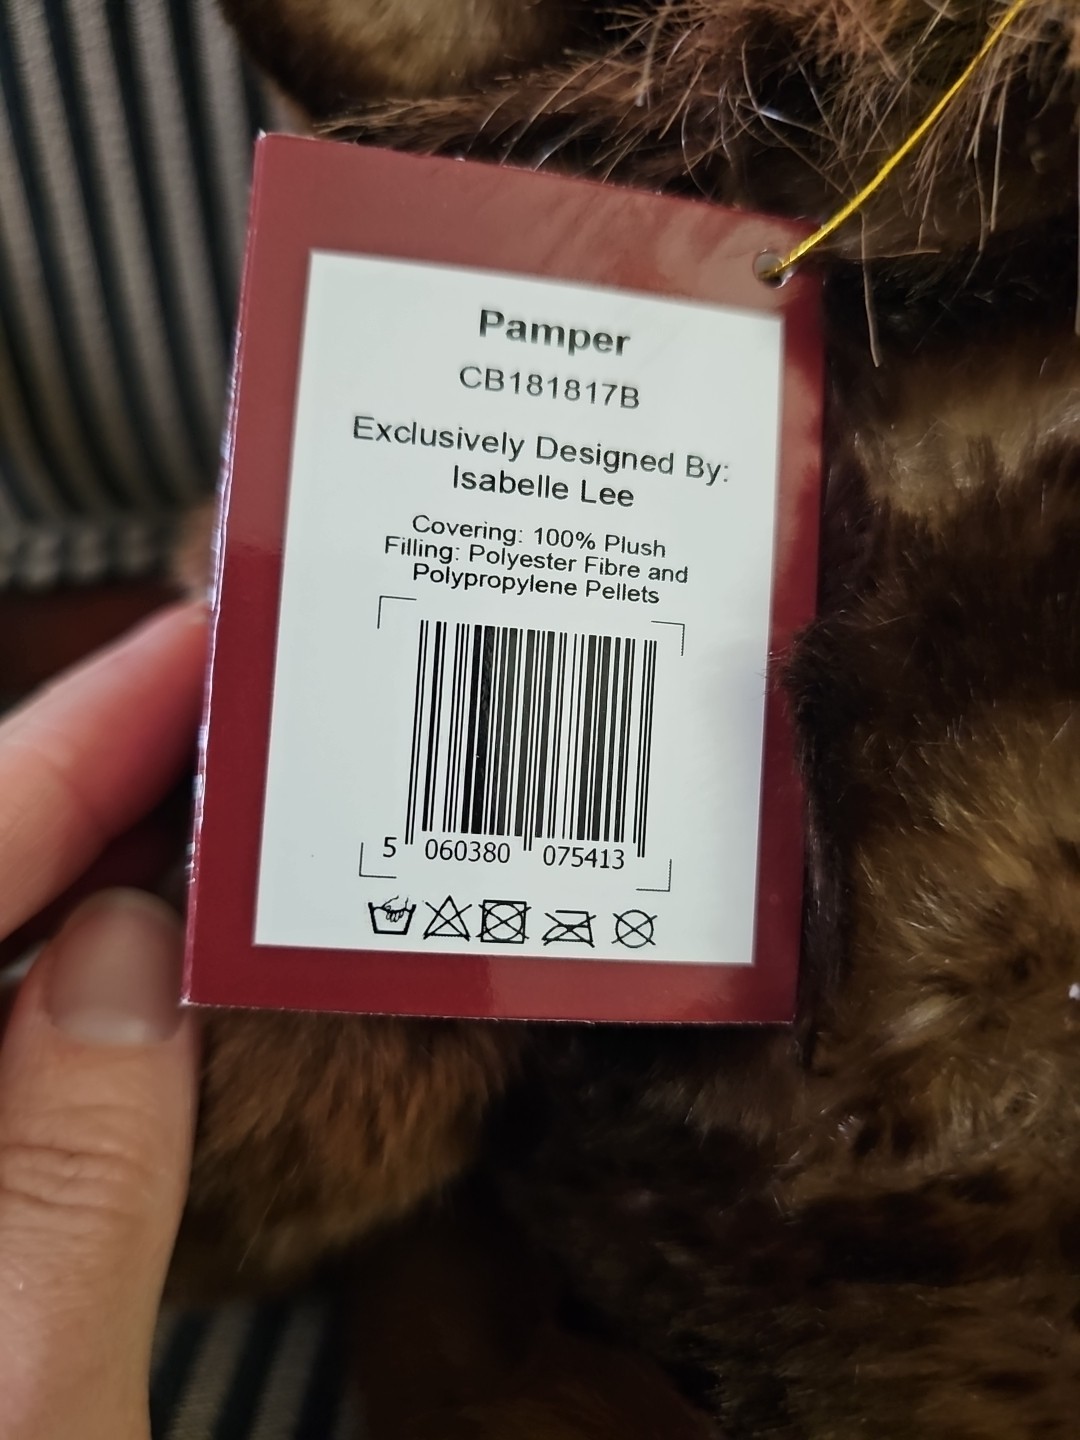 Pamper
CB181817B
Exclusively Designed By:
Isabelle Lee
Covering: 100% Plush
Filling: Polyester Fibre and
Polypropylene Pellets
5 060380 075413